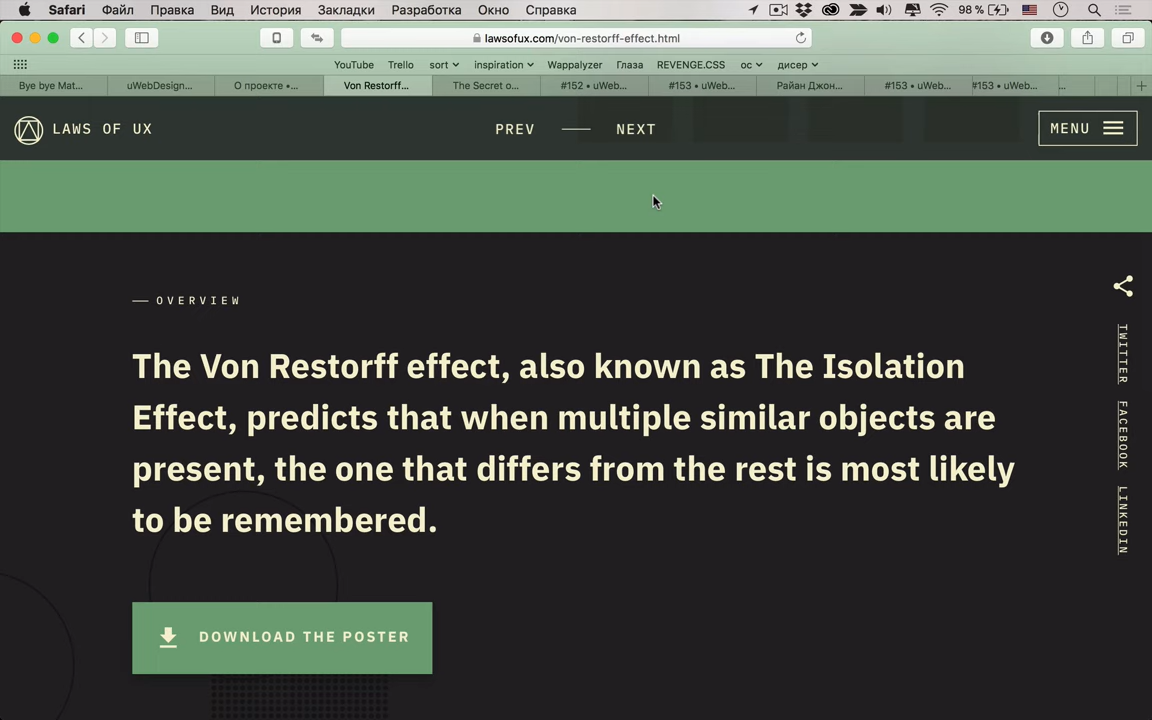 Safari Файл Правка Вид История Закладки Разработка Окно Справка 98 %
lawsofux.com/von-restorff-effect.html
YouTube Trello sort inspiration Wappalyzer Глаза REVENGE.CSS ос дисер
Bye bye Mat... uWebDesign... О проекте •... Von Restorff... The Secret o... #152 • uWeb... #153 • uWeb... Райан Джон... #153 • uWeb... #153 • uWeb... ...
LAWS OF UX PREV NEXT MENU
OVERVIEW
The Von Restorff effect, also known as The Isolation
Effect, predicts that when multiple similar objects are
present, the one that differs from the rest is most likely
to be remembered.
DOWNLOAD THE POSTER
TWITTER
FACEBOOK
LINKEDIN